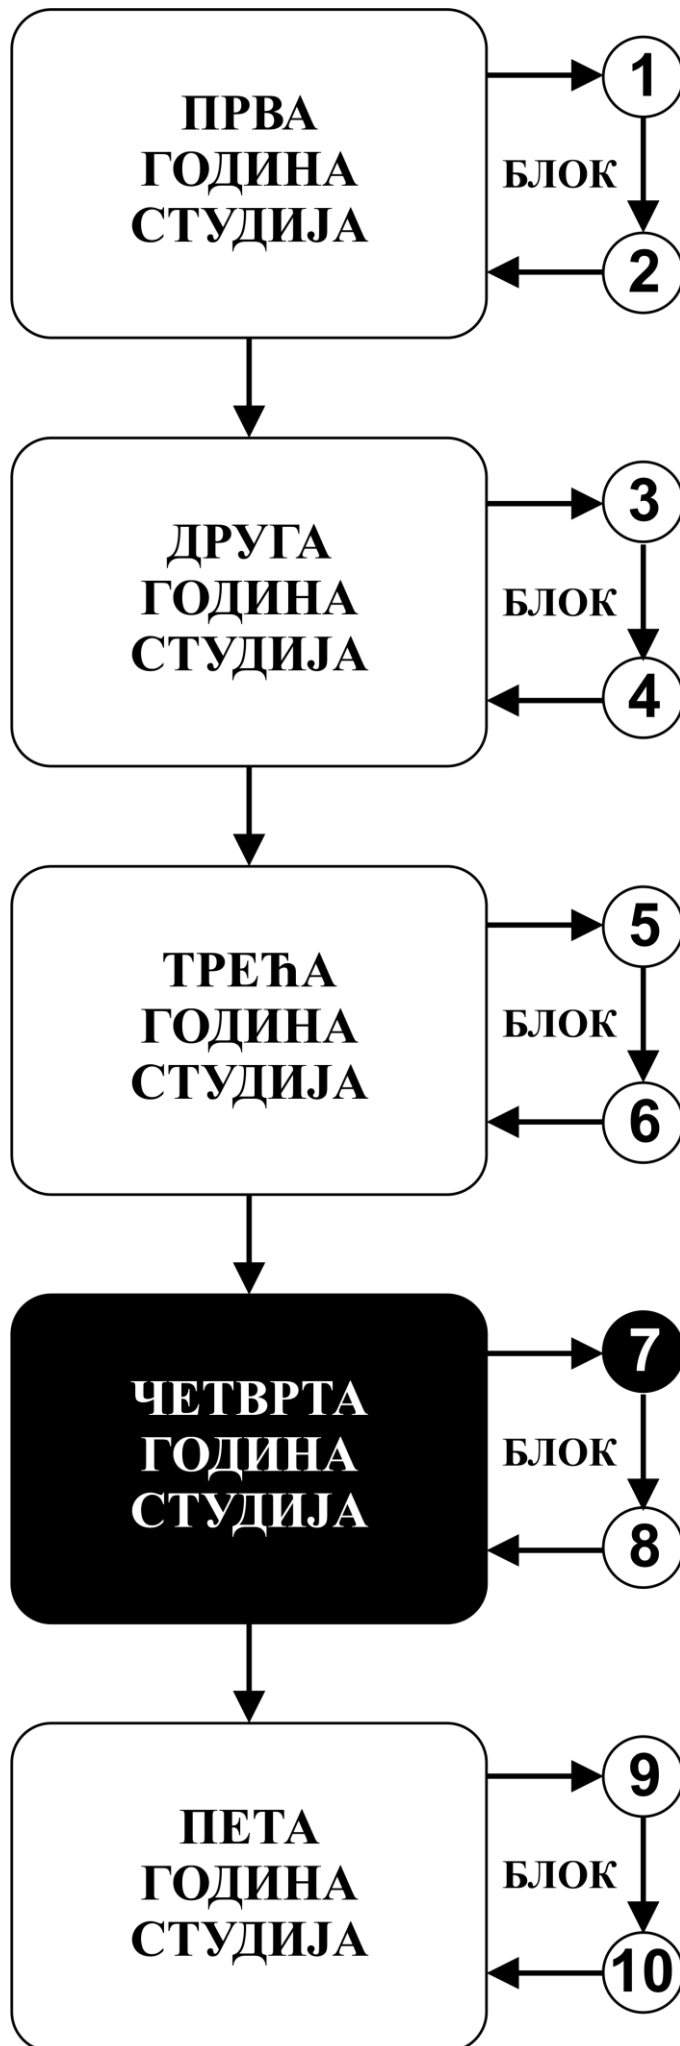 ПРВА
ГОДИНА
СТУДИЈА
1
БЛОК
2
ДРУГА
ГОДИНА
СТУДИЈА
3
БЛОК
4
ТРЕЋА
ГОДИНА
СТУДИЈА
5
БЛОК
6
ЧЕТВРТА
ГОДИНА
СТУДИЈА
7
БЛОК
8
ПЕТА
ГОДИНА
СТУДИЈА
9
БЛОК
10